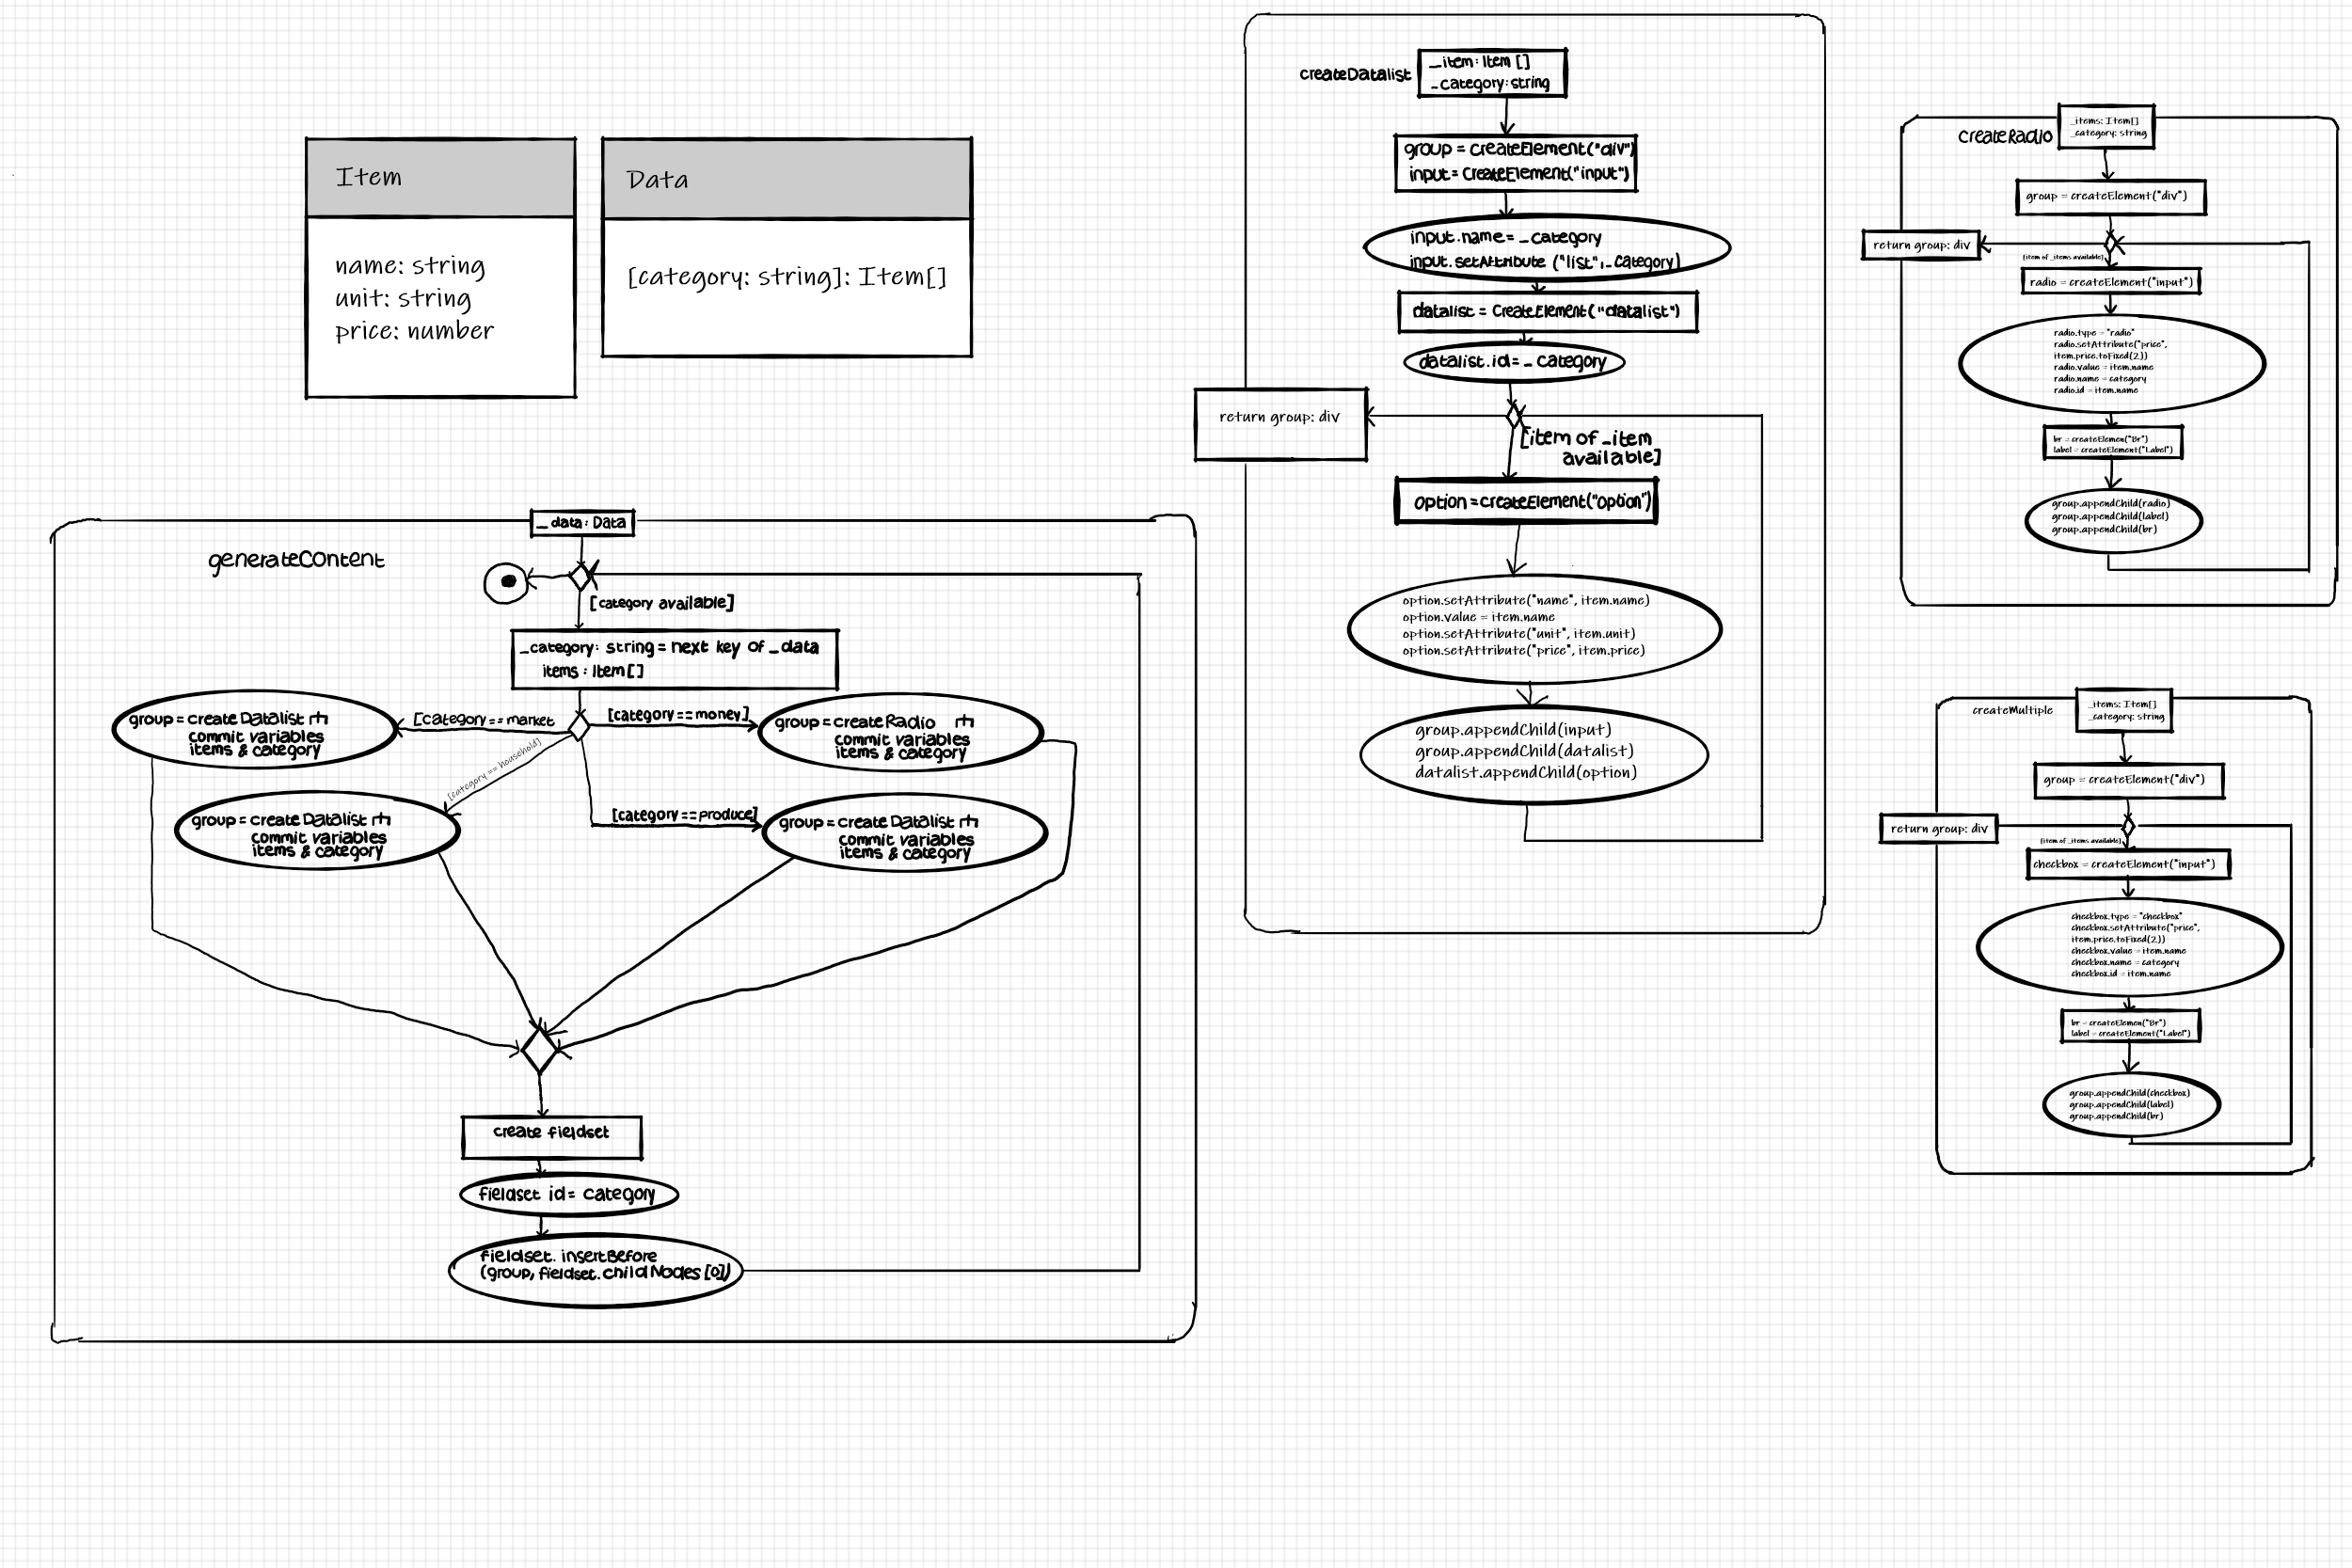 Item
name: string
unit: string
price: number
Data
[category: string]: Item[]
generateContent
_data: Data
[category available]
_category: string = next key of _data
items : Item[]
[category == market
[category == money]
[category == household]
[category == produce]
group = create Datalist
commit variables
items & category
group = create Radio
commit variables
items & category
group = create Datalist
commit variables
items & category
group = create Datalist
commit variables
items & category
create fieldset
fieldset id = category
fieldset. insertBefore
(group, fieldset. childNodes [0])
createDatalist
_item: Item []
_category: string
group = createElement("div")
input = CreateElement("input")
input.name = _category
input.setAttribute ("list", _category)
datalist = CreateElement("datalist")
datalist.id = _ category
return group: div
[item of _item
available]
option = createElement("option")
option.setAttribute("name", item.name)
option.value = item.name
option.setAttribute("unit", item.unit)
option.setAttribute("price", item.price)
group.appendChild(input)
group.appendChild(datalist)
datalist.appendChild(option)
createRadio
_items: Item[]
_category: string
group = createElement("div")
return group: div
[item of _items available]
radio = createElement("input")
radio.type = "radio"
radio.setAttribute("price",
item.price.toFixed(2))
radio.value = item.name
radio.name = category
radio.id = item.name
br = createElemen("Br")
label = createElement("Label")
group.appendChild(radio)
group.appendChild(label)
group.appendChild(br)
createMultiple
_items: Item[]
_category: string
group = createElement("div")
return group: div
[item of _items available]
checkbox = createElement("input")
checkbox.type = "checkbox"
checkbox.setAttribute("price",
item.price.toFixed(2))
checkbox.value = item.name
checkbox.name = category
checkbox.id = item.name
br = createElemen("Br")
label = createElement("Label")
group.appendChild(checkbox)
group.appendChild(label)
group.appendChild(br)